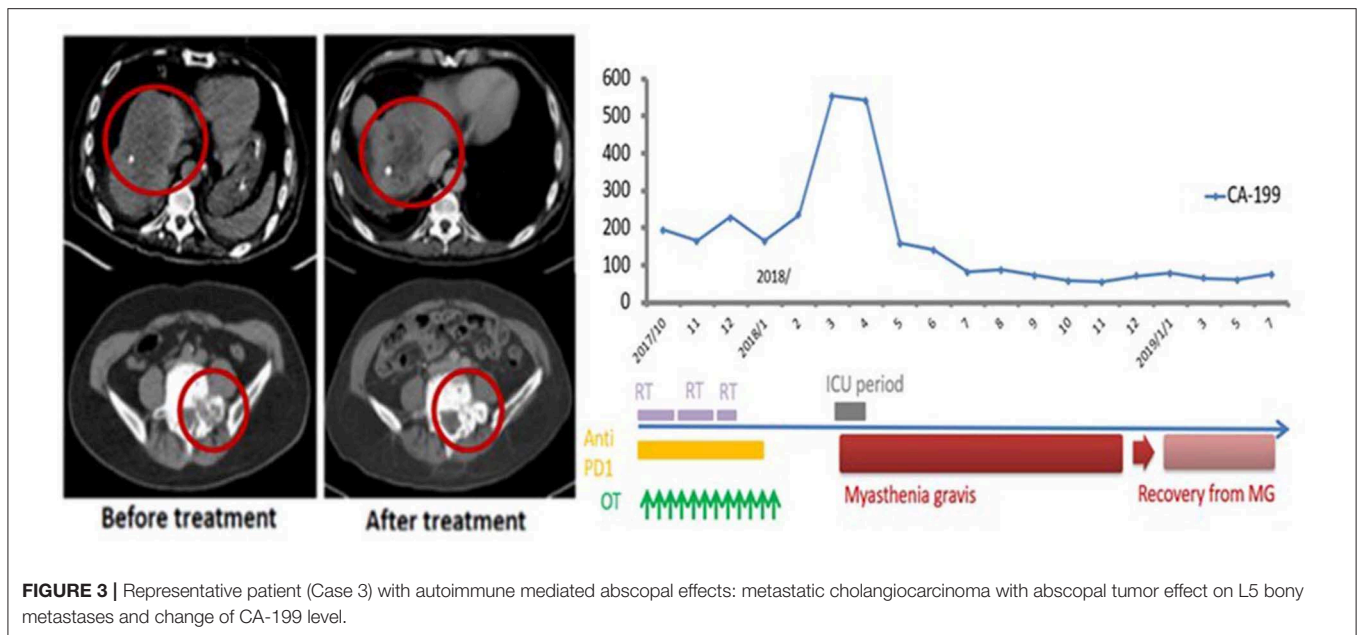 Before treatment
After treatment
600
500
400
300
200
100
0
CA-199
2018/
2017/10
11
12
2018/1
2
3
4
5
6
7
8
9
10
11
12
2019/1/1
3
5
7
RT
RT
RT
ICU period
Anti
PD1
OT
Myasthenia gravis
Recovery from MG
FIGURE 3 | Representative patient (Case 3) with autoimmune mediated abscopal effects: metastatic cholangiocarcinoma with abscopal tumor effect on L5 bony
metastases and change of CA-199 level.